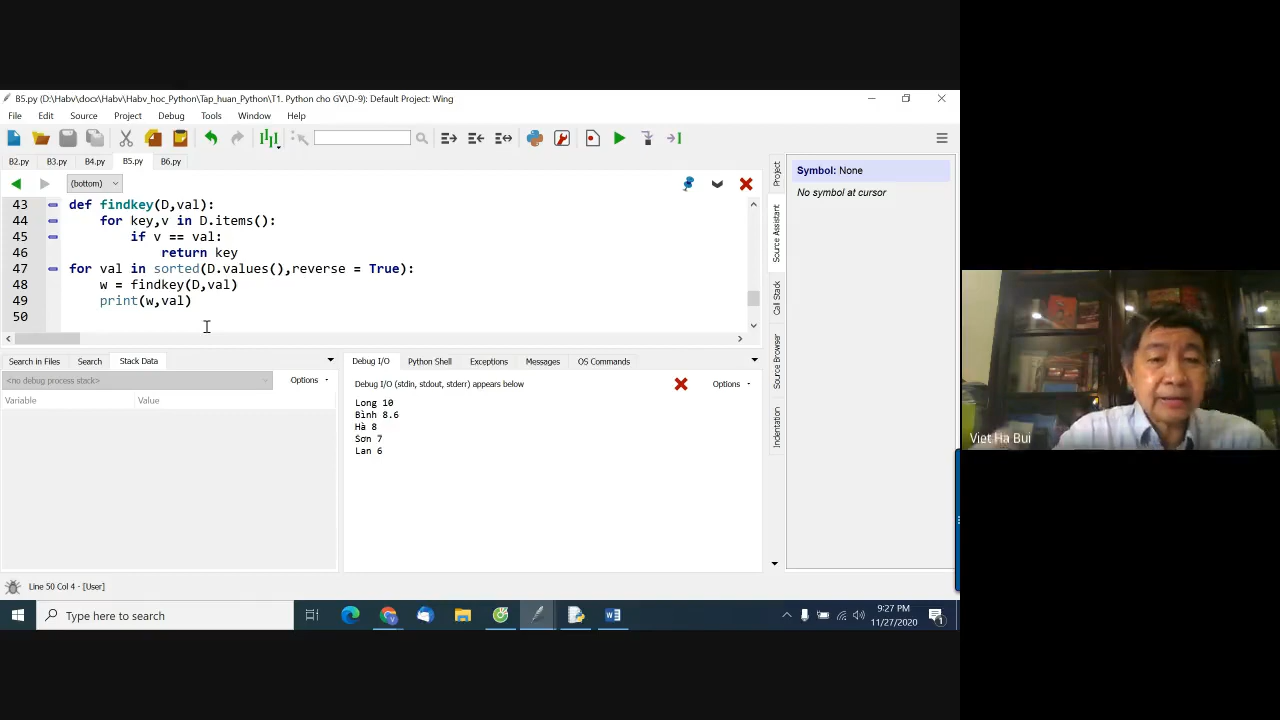 B5.py (D:\Habv\docx\Habv\Habv_hoc_Python\Tap_huan_Python\T1. Python cho GV\D-9): Default Project: Wing
File Edit Source Project Debug Tools Window Help
B2.py B3.py B4.py B5.py B6.py
(bottom)
43 def findkey(D,val):
44 for key,v in D.items():
45 if v == val:
46 return key
47 for val in sorted(D.values(),reverse = True):
48 w = findkey(D,val)
49 print(w,val)
50
Project
Source Assistant
Call Stack
Source Browser
Indentation
Symbol: None
No symbol at cursor
Search in Files Search Stack Data
<no debug process stack> Options
Variable Value
Debug I/O Python Shell Exceptions Messages OS Commands
Debug I/O (stdin, stdout, stderr) appears below Options
Long 10
Bình 8.6
Hà 8
Sơn 7
Lan 6
Line 50 Col 4 - [User]
Type here to search
9:27 PM
11/27/2020
1
Viet Ha Bui